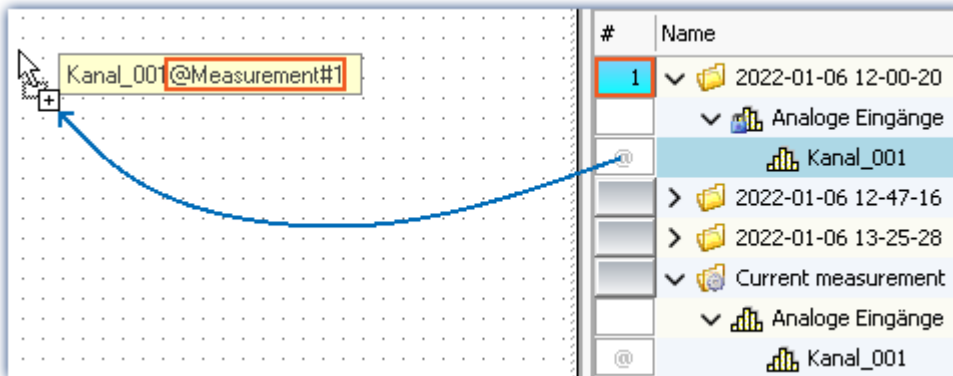 # Name
Kanal_001@Measurement#1
1 2022-01-06 12-00-20
Analoge Eingänge
@ Kanal_001
2022-01-06 12-47-16
2022-01-06 13-25-28
Current measurement
Analoge Eingänge
@ Kanal_001